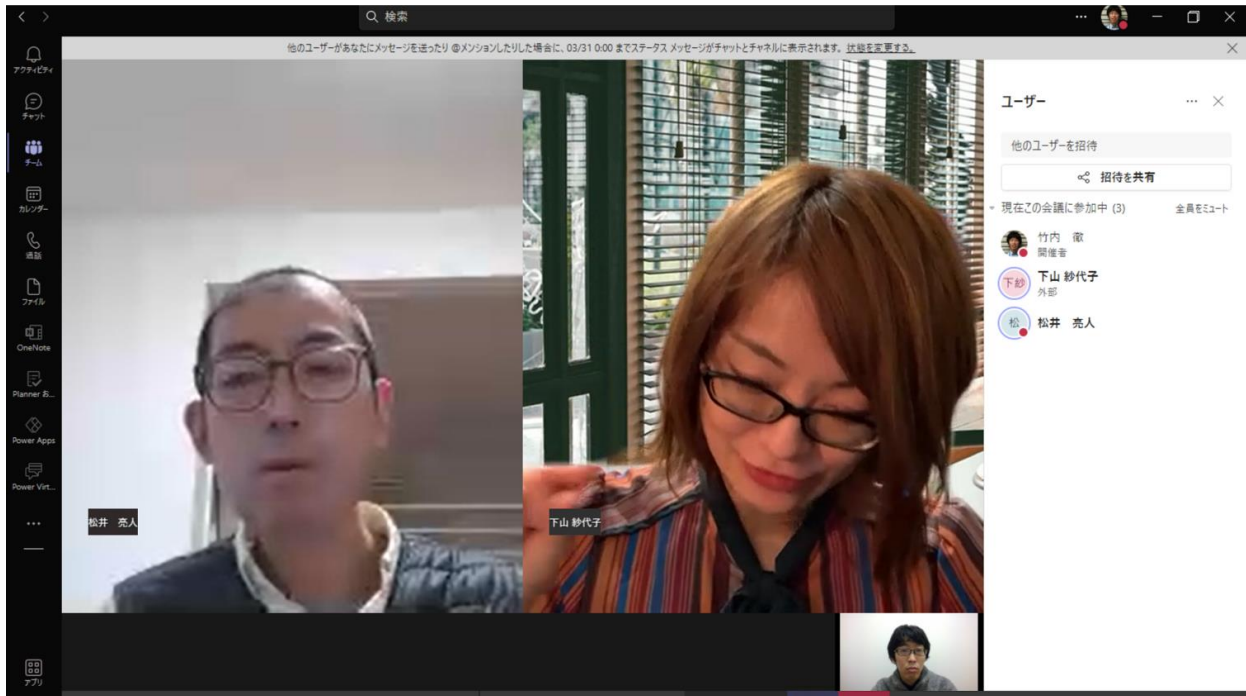 検索
他のユーザーがあなたにメッセージを送ったり @メンションしたりした場合に、03/31 0:00 までステータス メッセージがチャットとチャネルに表示されます。状態を変更する。
アクティビティ
チャット
チーム
カレンダー
通話
ファイル
OneNote
Planner お...
Power Apps
Power Virt...
アプリ
松井 亮人
下山 紗代子
ユーザー
他のユーザーを招待
招待を共有
現在この会議に参加中 (3) 全員をミュート
竹内 徹
開催者
下紗
下山 紗代子
外部
松
松井 亮人